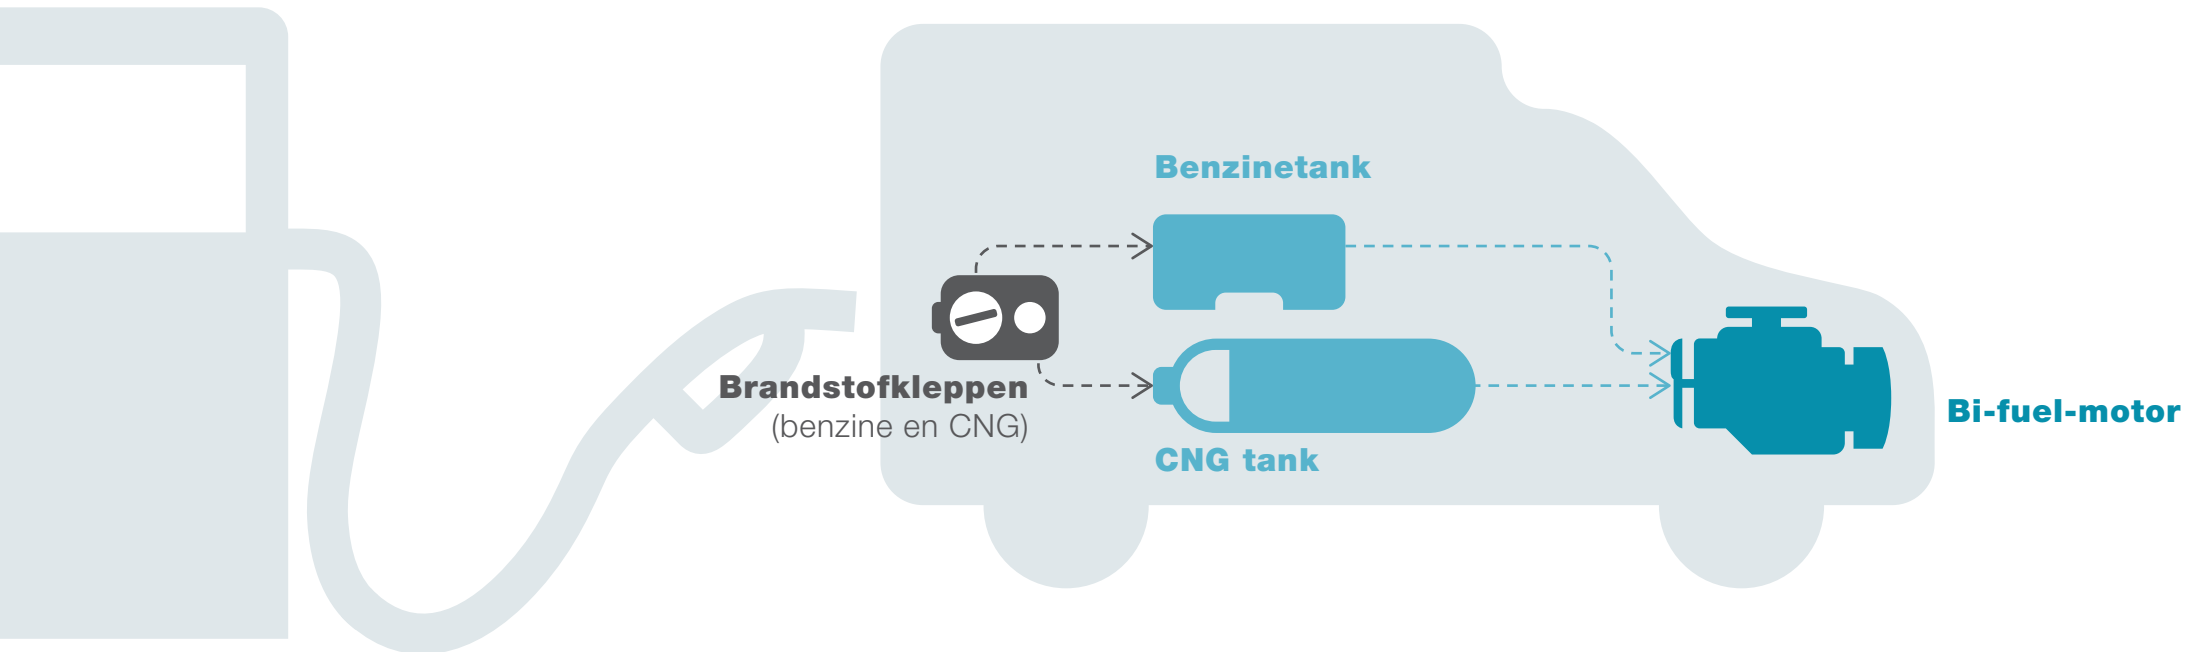 Benzinetank
Brandstofkleppen
(benzine en CNG)
CNG tank
Bi-fuel-motor